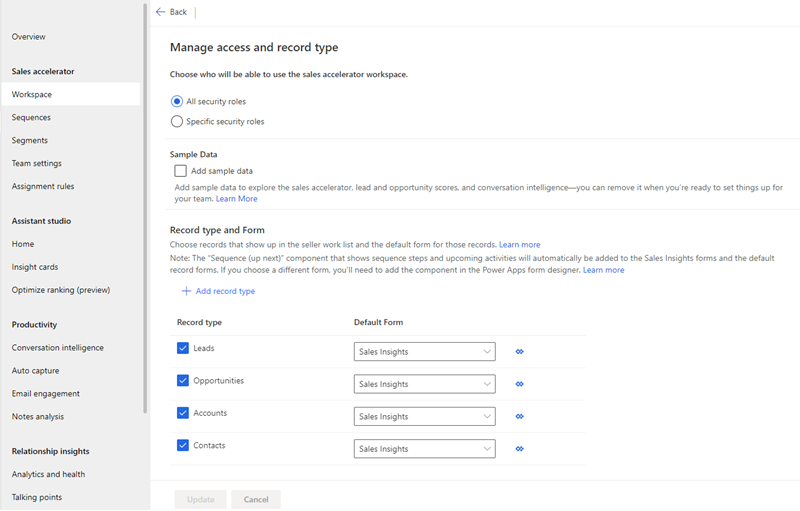 Back
Overview
Sales accelerator
Workspace
Sequences
Segments
Team settings
Assignment rules
Assistant studio
Home
Insight cards
Optimize ranking (preview)
Productivity
Conversation intelligence
Auto capture
Email engagement
Notes analysis
Relationship insights
Analytics and health
Talking points
Manage access and record type
Choose who will be able to use the sales accelerator workspace.
All security roles
Specific security roles
Sample Data
Add sample data
Add sample data to explore the sales accelerator, lead and opportunity scores, and conversation intelligence—you can remove it when you're ready to set things up for
your team. Learn More
Record type and Form
Choose records that show up in the seller work list and the default form for those records. Learn more
Note: The "Sequence (up next)" component that shows sequence steps and upcoming activities will automatically be added to the Sales Insights forms and the default
record forms. If you choose a different form, you'll need to add the component in the Power Apps form designer. Learn more
Add record type
Record type Default Form
Leads Sales Insights
Opportunities Sales Insights
Accounts Sales Insights
Contacts Sales Insights
Update Cancel